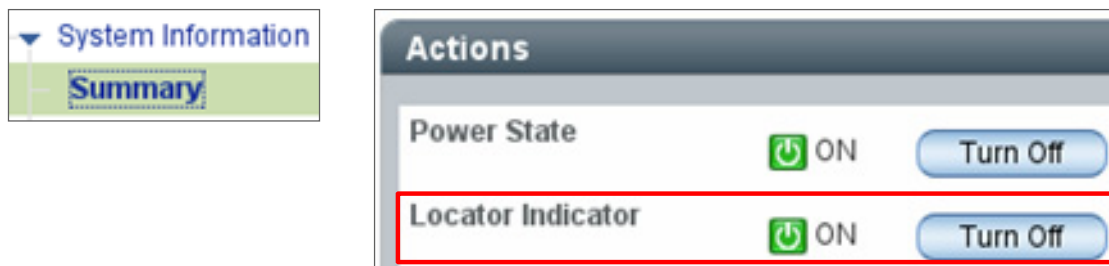 System Information
Summary
Actions
Power State ON Turn Off
Locator Indicator ON Turn Off